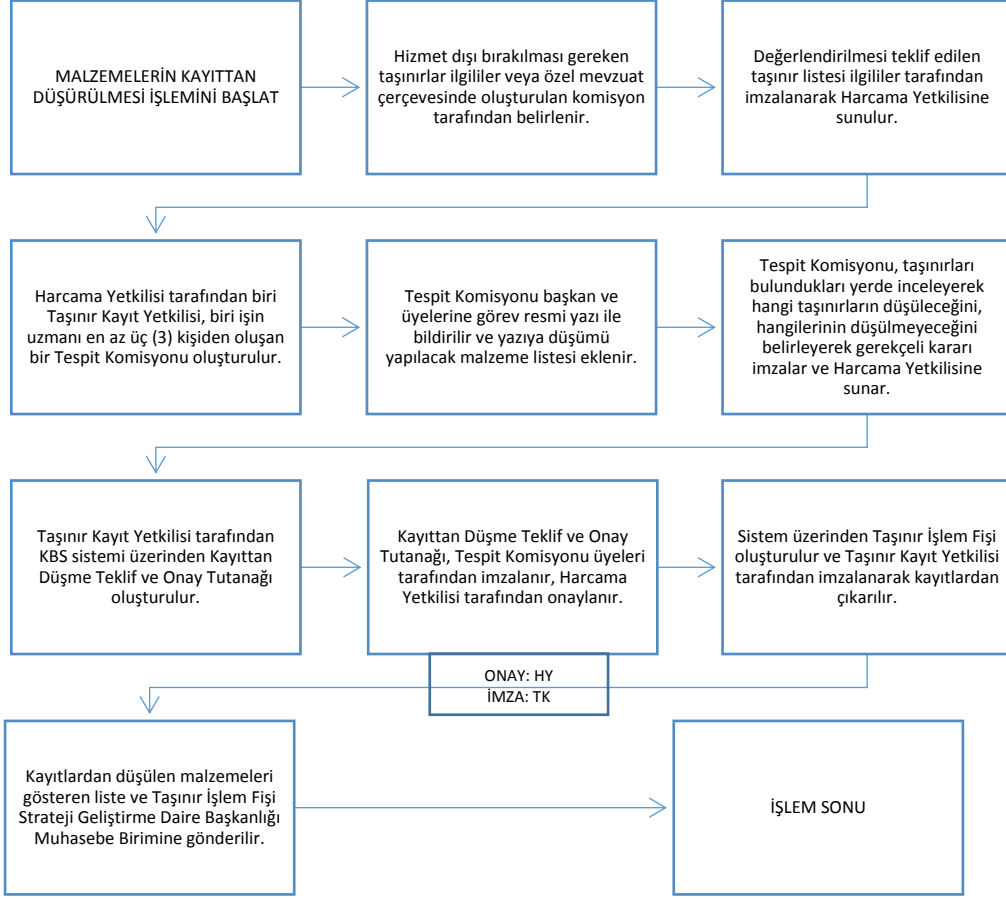 MALZEMELERİN KAYITTAN
DÜŞÜRÜLMESİ İŞLEMİNİ BAŞLAT
Hizmet dışı bırakılması gereken
taşınırlar ilgililer veya özel mevzuat
çerçevesinde oluşturulan komisyon
tarafından belirlenir.
Değerlendirilmesi teklif edilen
taşınır listesi ilgililer tarafından
imzalanarak Harcama Yetkilisine
sunulur.
Harcama Yetkilisi tarafından biri
Taşınır Kayıt Yetkilisi, biri işin
uzmanı en az üç (3) kişiden oluşan
bir Tespit Komisyonu oluşturulur.
Tespit Komisyonu başkan ve
üyelerine görev resmi yazı ile
bildirilir ve yazıya düşümü
yapılacak malzeme listesi eklenir.
Tespit Komisyonu, taşınırları
bulundukları yerde inceleyerek
hangi taşınırların düşüleceğini,
hangilerinin düşülmeyeceğini
belirleyerek gerekçeli kararı
imzalar ve Harcama Yetkilisine
sunar.
Taşınır Kayıt Yetkilisi tarafından
KBS sistemi üzerinden Kayıttan
Düşme Teklif ve Onay Tutanağı
oluşturulur.
Kayıttan Düşme Teklif ve Onay
Tutanağı, Tespit Komisyonu üyeleri
tarafından imzalanır, Harcama
Yetkilisi tarafından onaylanır.
Sistem üzerinden Taşınır İşlem Fişi
oluşturulur ve Taşınır Kayıt Yetkilisi
tarafından imzalanarak kayıtlardan
çıkarılır.
ONAY: HY
İMZA: TK
Kayıtlardan düşülen malzemeleri
gösteren liste ve Taşınır İşlem Fişi
Strateji Geliştirme Daire Başkanlığı
Muhasebe Birimine gönderilir.
İŞLEM SONU